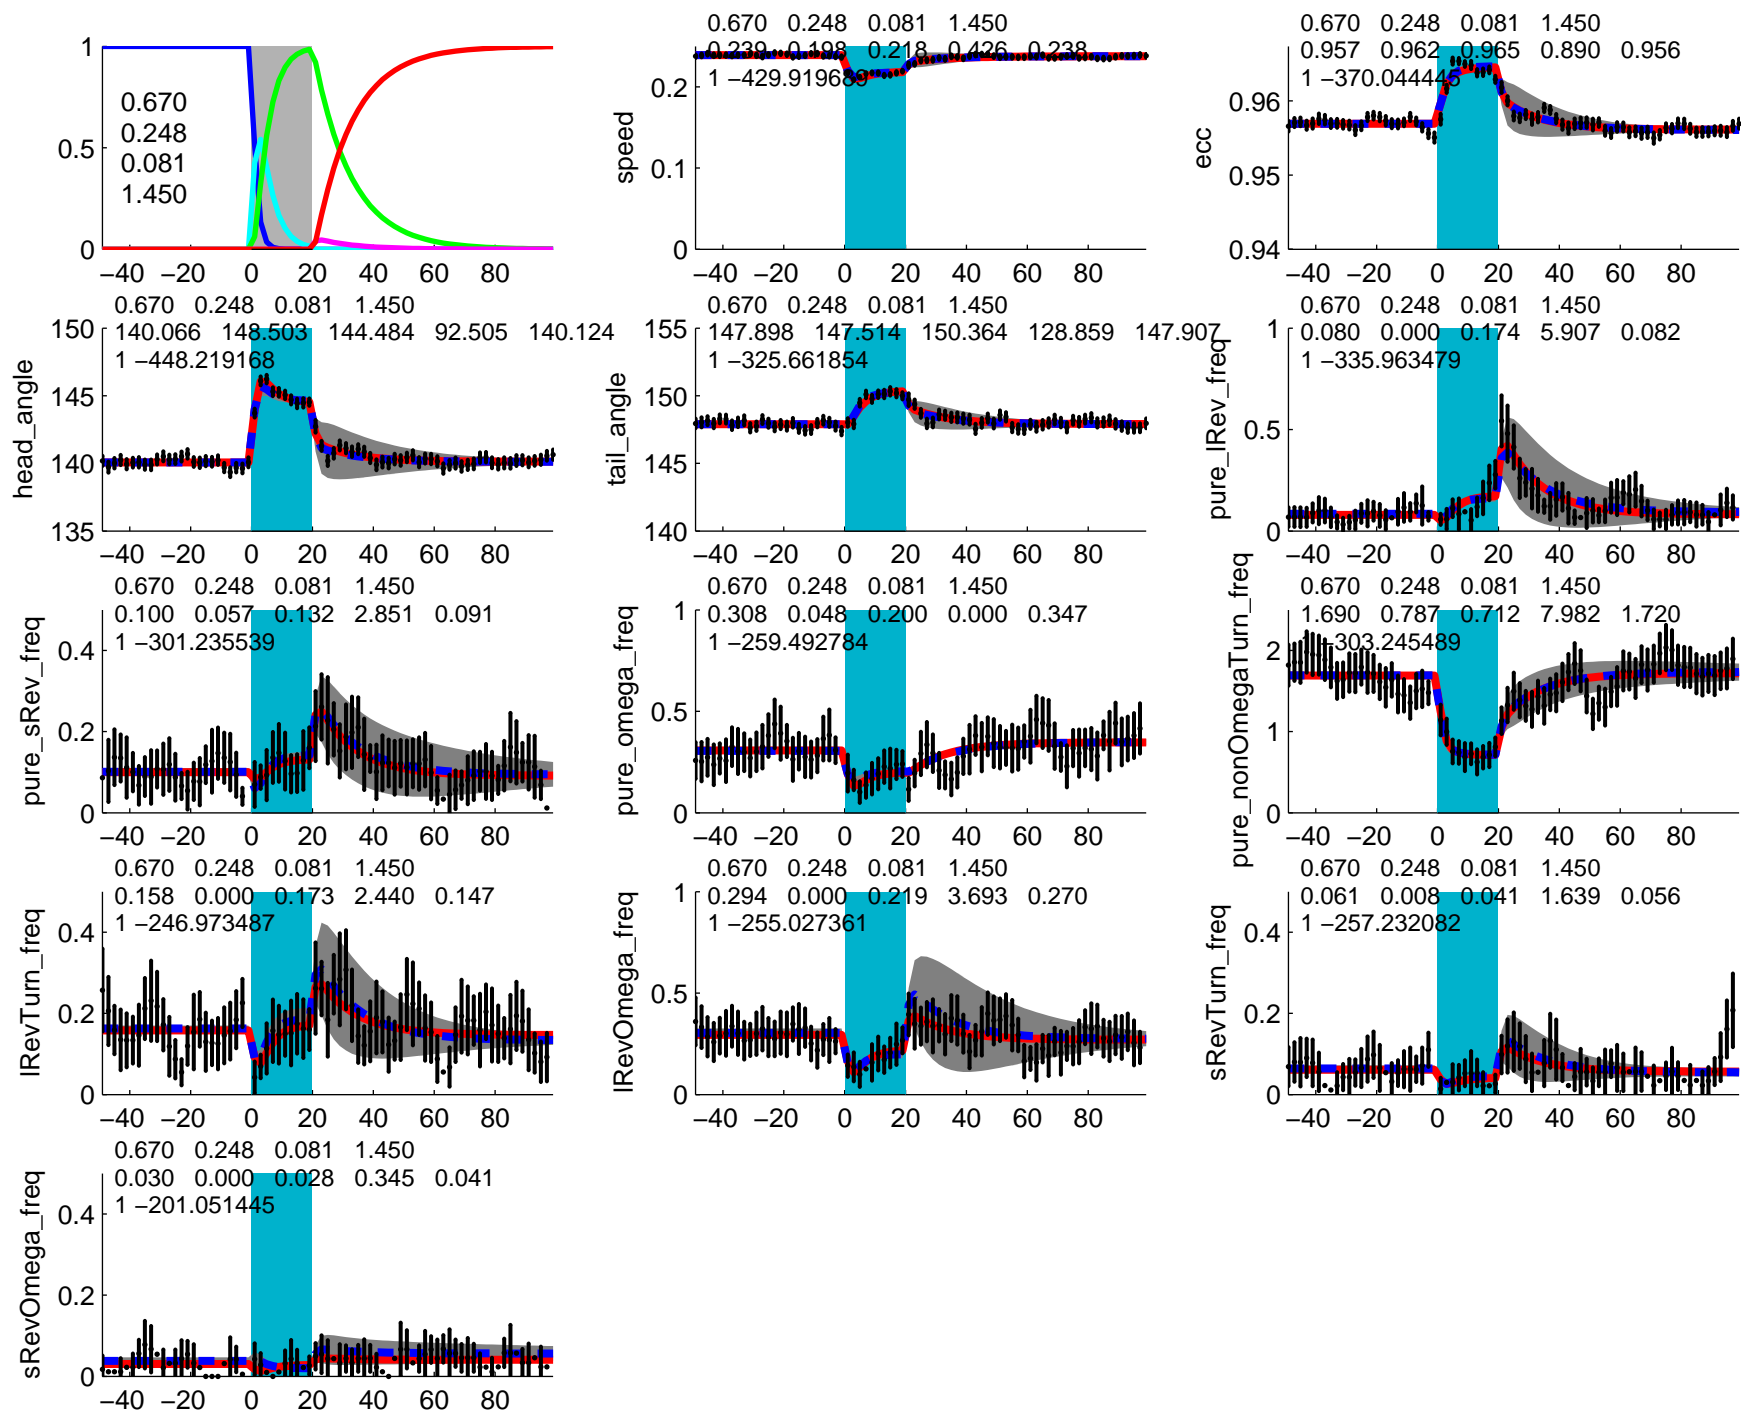 0.670 0.248 0.081 1.450
0.670 0.248 0.081 1.450
1
0.5
0
0.670
0.248
0.081
1.450
−40 −20 0 20 40 60 80
0.239 0.198 0.218 0.426 0.238
1 −429.919689
speed
0.2
0.1
0
−40 −20 0 20 40 60 80
0.957 0.962 0.965 0.890 0.956
1 −370.044445
ecc
0.96
0.95
0.94
−40 −20 0 20 40 60 80
0.670 0.248 0.081 1.450
140.066 148.503 144.484 92.505 140.124
1 −448.219168
head_angle
150
145
140
135
−40 −20 0 20 40 60 80
0.670 0.248 0.081 1.450
147.898 147.514 150.364 128.859 147.907
1 −325.661854
tail_angle
155
150
145
140
−40 −20 0 20 40 60 80
0.670 0.248 0.081 1.450
0.080 0.000 0.174 5.907 0.082
1 −335.963479
pure_lRev_freq
1
0.5
0
−40 −20 0 20 40 60 80
0.670 0.248 0.081 1.450
0.100 0.057 0.132 2.851 0.091
1 −301.235539
pure_sRev_freq
0.4
0.2
0
−40 −20 0 20 40 60 80
0.670 0.248 0.081 1.450
0.308 0.048 0.200 0.000 0.347
1 −259.492784
pure_omega_freq
1
0.5
0
−40 −20 0 20 40 60 80
0.670 0.248 0.081 1.450
1.690 0.787 0.712 7.982 1.720
1 −303.245489
pure_nonOmegaTurn_freq
2
1
0
−40 −20 0 20 40 60 80
0.670 0.248 0.081 1.450
0.158 0.000 0.173 2.440 0.147
1 −246.973487
lRevTurn_freq
0.4
0.2
0
−40 −20 0 20 40 60 80
0.670 0.248 0.081 1.450
0.294 0.000 0.219 3.693 0.270
1 −255.027361
lRevOmega_freq
1
0.5
0
−40 −20 0 20 40 60 80
0.670 0.248 0.081 1.450
0.061 0.008 0.041 1.639 0.056
1 −257.232082
sRevTurn_freq
0.4
0.2
0
−40 −20 0 20 40 60 80
0.670 0.248 0.081 1.450
0.030 0.000 0.028 0.345 0.041
1 −201.051445
sRevOmega_freq
0.4
0.2
0
−40 −20 0 20 40 60 80